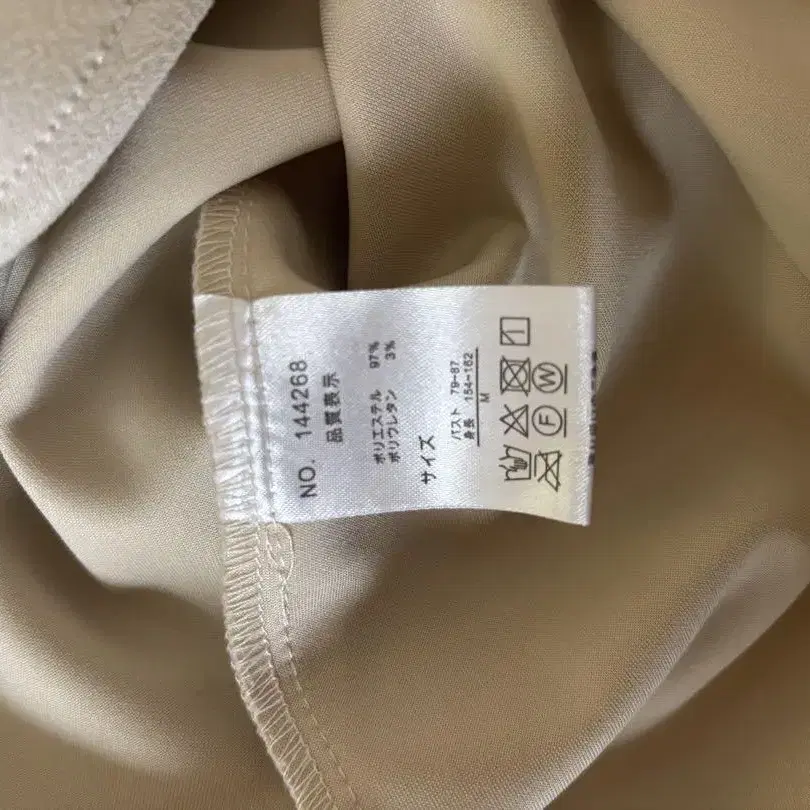 NO. 144268
品質表示
ポリエステル 97%
ポリウレタン 3%
サイズ
バスト 79-87
身長 154-162
M
F W